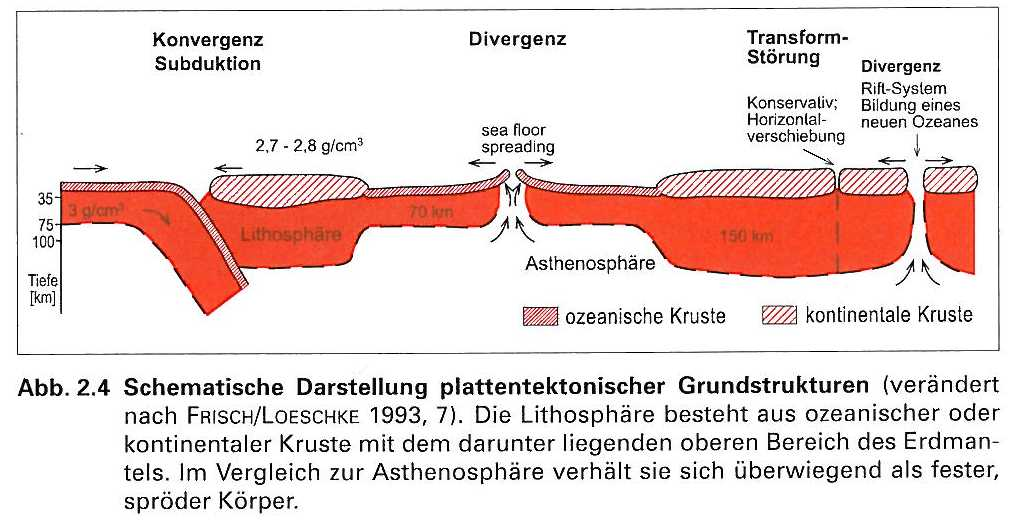 Konvergenz
Subduktion
Divergenz
Transform-
Störung
Divergenz
Rift-System
Bildung eines
neuen Ozeanes
Konservativ;
Horizontal-
verschiebung
sea floor
spreading
2,7 - 2,8 g/cm³
35
75
100
Tiefe
[km]
3 g/cm³
Lithosphäre
70 km
150 km
Asthenosphäre
ozeanische Kruste
kontinentale Kruste
Abb. 2.4 Schematische Darstellung plattentektonischer Grundstrukturen (verändert
nach FRISCH/LOESCHKE 1993, 7). Die Lithosphäre besteht aus ozeanischer oder
kontinentaler Kruste mit dem darunter liegenden oberen Bereich des Erdman-
tels. Im Vergleich zur Asthenosphäre verhält sie sich überwiegend als fester,
spröder Körper.